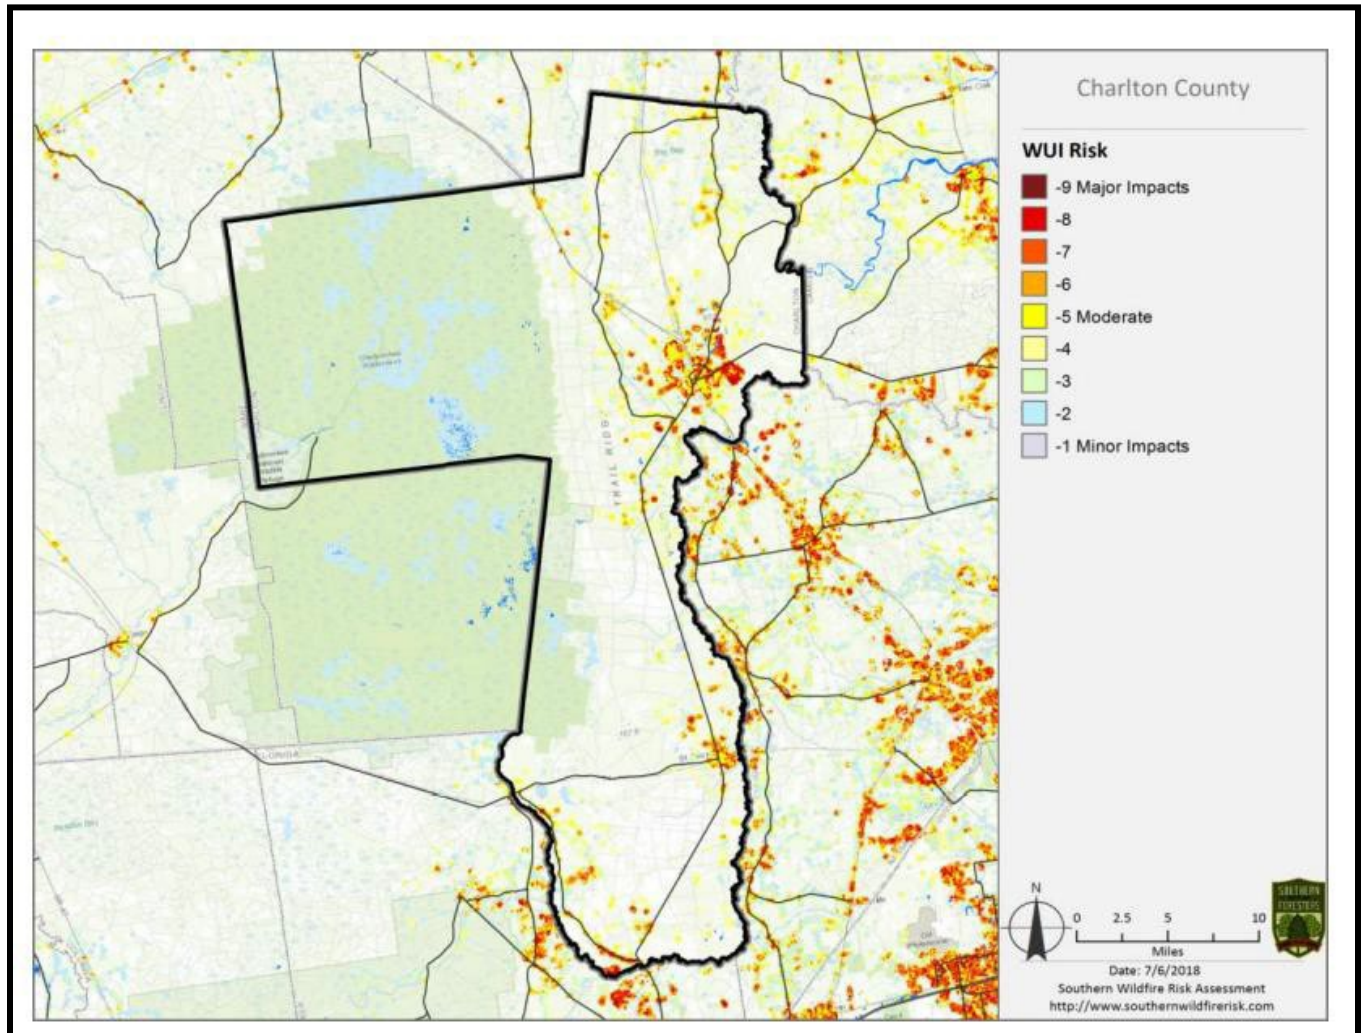 Charlton County
WUI Risk
-9 Major Impacts
-8
-7
-6
-5 Moderate
-4
-3
-2
-1 Minor Impacts
TRAIL RIDGE
FLORIDA
CHARLTON
N
0 2.5 5 10
Miles
SOUTHERN
FORESTERS
Date: 7/6/2018
Southern Wildfire Risk Assessment
http://www.southernwildfirerisk.com